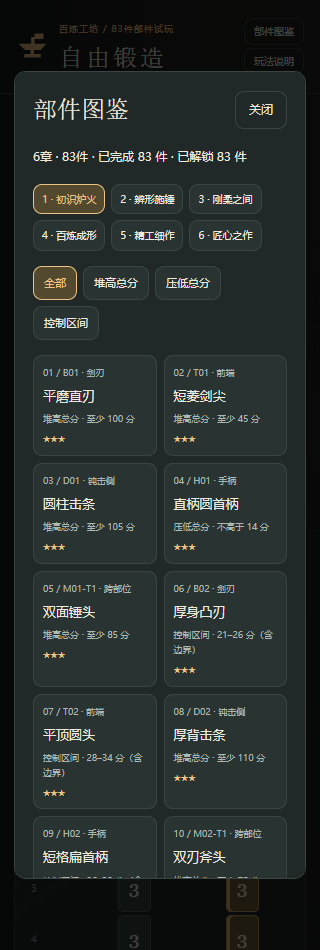 百炼工坊 / 83件部件试玩
自由锻造
部件图鉴
玩法说明
部件图鉴
关闭
6章 · 83件 · 已完成 83 件 · 已解锁 83 件
1 · 初识炉火
2 · 辨形施锤
3 · 刚柔之间
4 · 百炼成形
5 · 精工细作
6 · 匠心之作
全部
堆高总分
压低总分
控制区间
01 / B01 · 剑刃
平磨直刃
堆高总分 · 至少 100 分
★★★
02 / T01 · 前端
短菱剑尖
堆高总分 · 至少 45 分
★★★
03 / D01 · 钝击侧
圆柱击条
堆高总分 · 至少 105 分
★★★
04 / H01 · 手柄
直柄圆首柄
压低总分 · 不高于 14 分
★★★
05 / M01-T1 · 跨部位
双面锤头
堆高总分 · 至少 85 分
★★★
06 / B02 · 剑刃
厚身凸刃
控制区间 · 21–26 分（含
边界）
★★★
07 / T02 · 前端
平顶圆头
控制区间 · 28–34 分（含
边界）
★★★
08 / D02 · 钝击侧
厚背击条
堆高总分 · 至少 110 分
★★★
09 / H02 · 手柄
短格扁首柄
10 / M02-T1 · 跨部位
双刃斧头
3
3
3
4
3
3